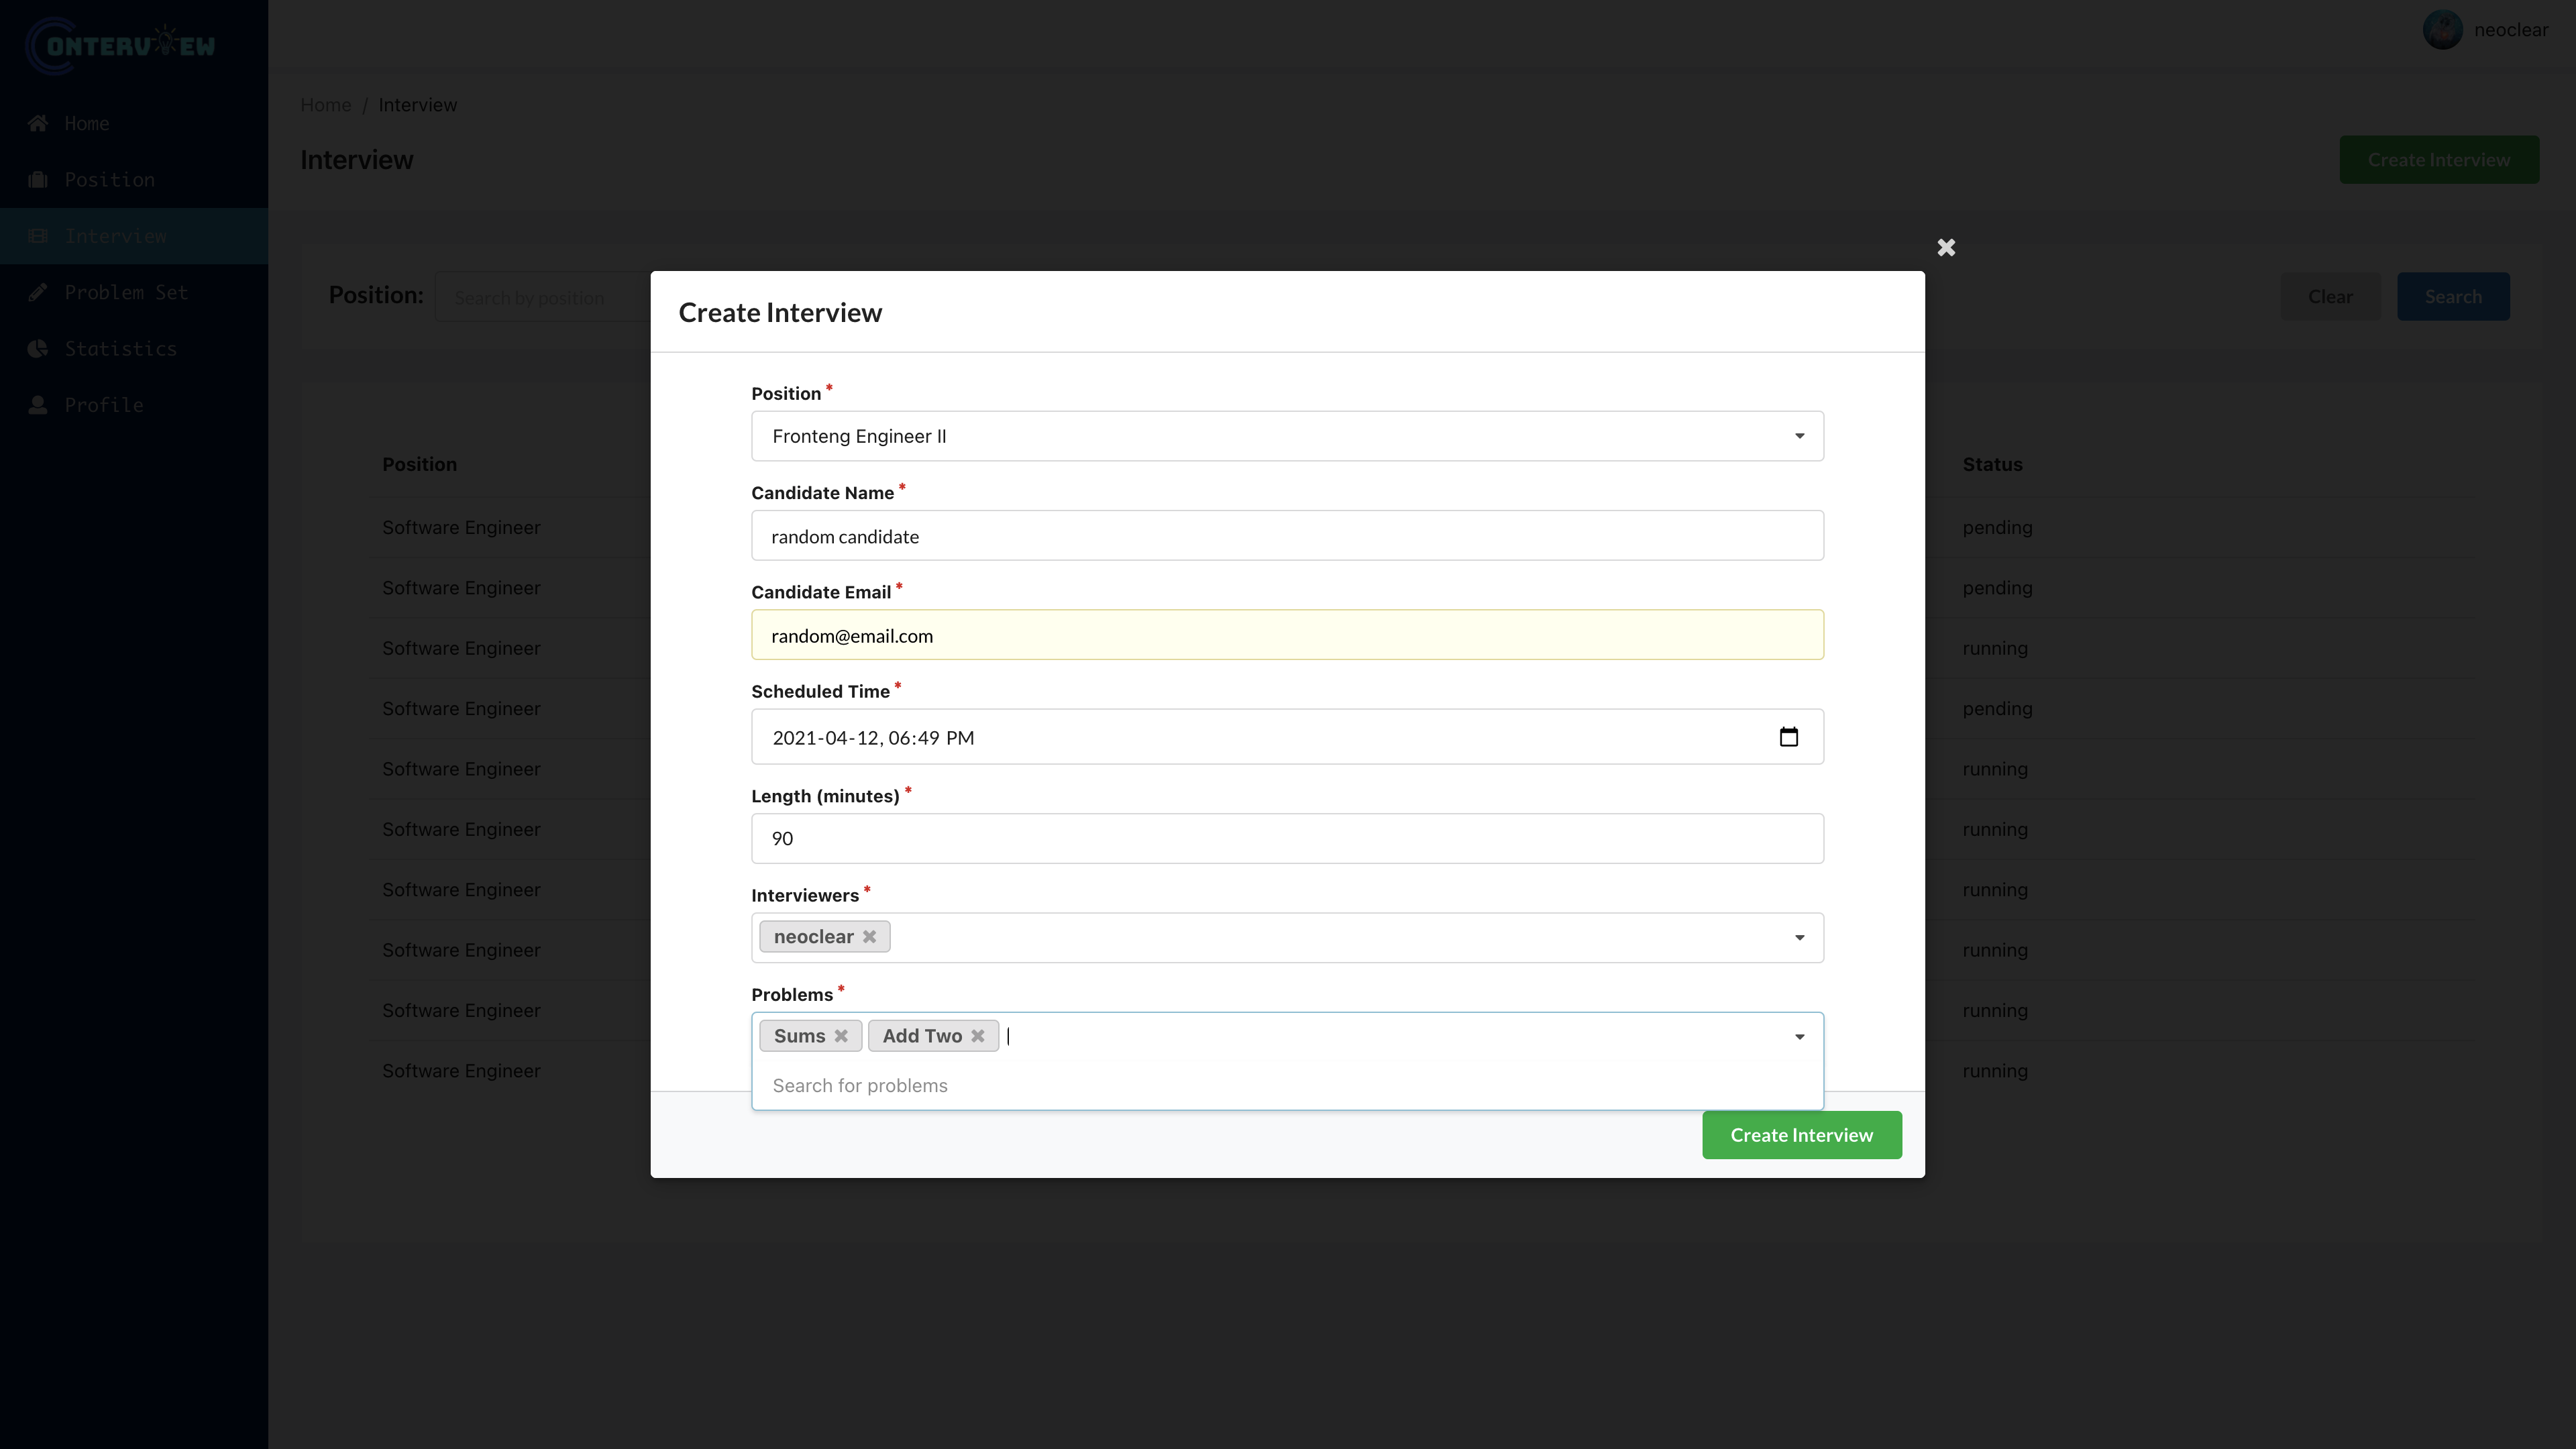 CONTERVIEW
neoclear
Home
Position
Interview
Problem Set
Statistics
Profile
Home / Interview
Interview
Create Interview
Position:
Search by position
Clear
Search
Position
Status
Software Engineer
pending
Software Engineer
pending
Software Engineer
running
Software Engineer
pending
Software Engineer
running
Software Engineer
running
Software Engineer
running
Software Engineer
running
Software Engineer
running
Software Engineer
running
Create Interview
Position *
Fronteng Engineer II
Candidate Name *
random candidate
Candidate Email *
random@email.com
Scheduled Time *
2021-04-12, 06:49 PM
Length (minutes) *
90
Interviewers *
neoclear
Problems *
Sums Add Two
Search for problems
Create Interview